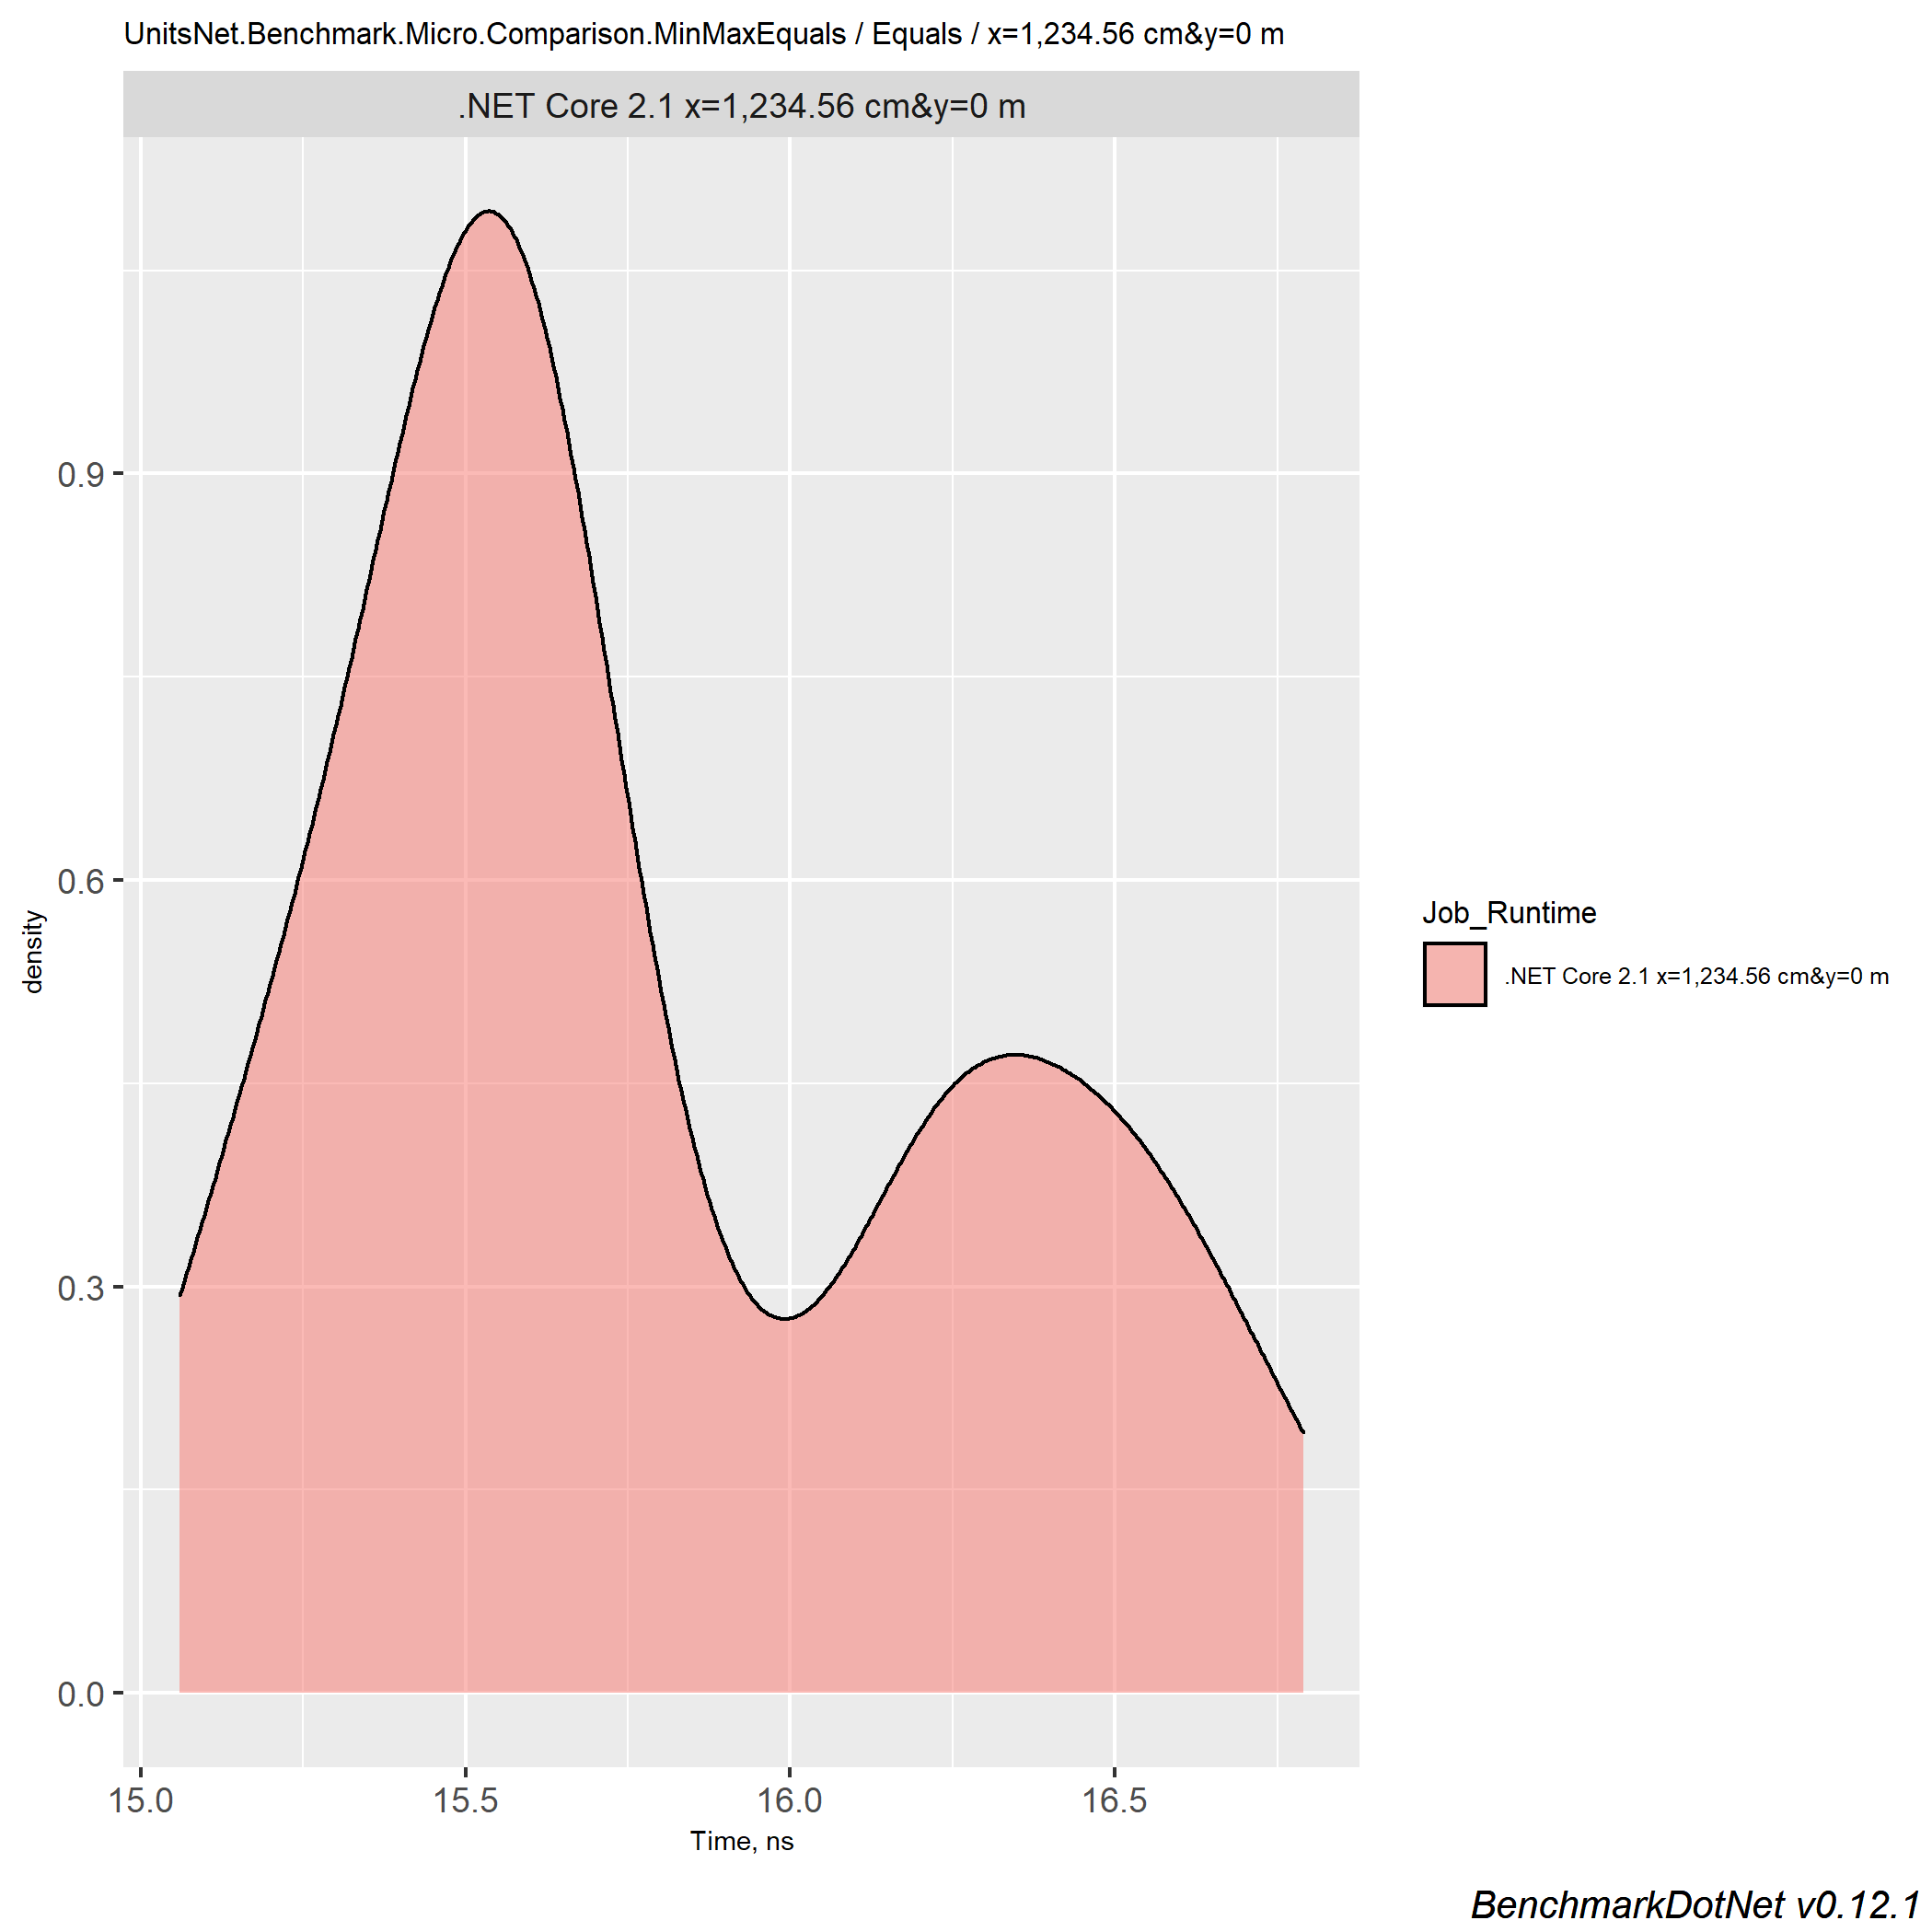 UnitsNet.Benchmark.Micro.Comparison.MinMaxEquals / Equals / x=1,234.56 cm&y=0 m
.NET Core 2.1 x=1,234.56 cm&y=0 m
0.9
0.6
0.3
0.0
density
15.0 15.5 16.0 16.5
Time, ns
Job_Runtime
.NET Core 2.1 x=1,234.56 cm&y=0 m
BenchmarkDotNet v0.12.1